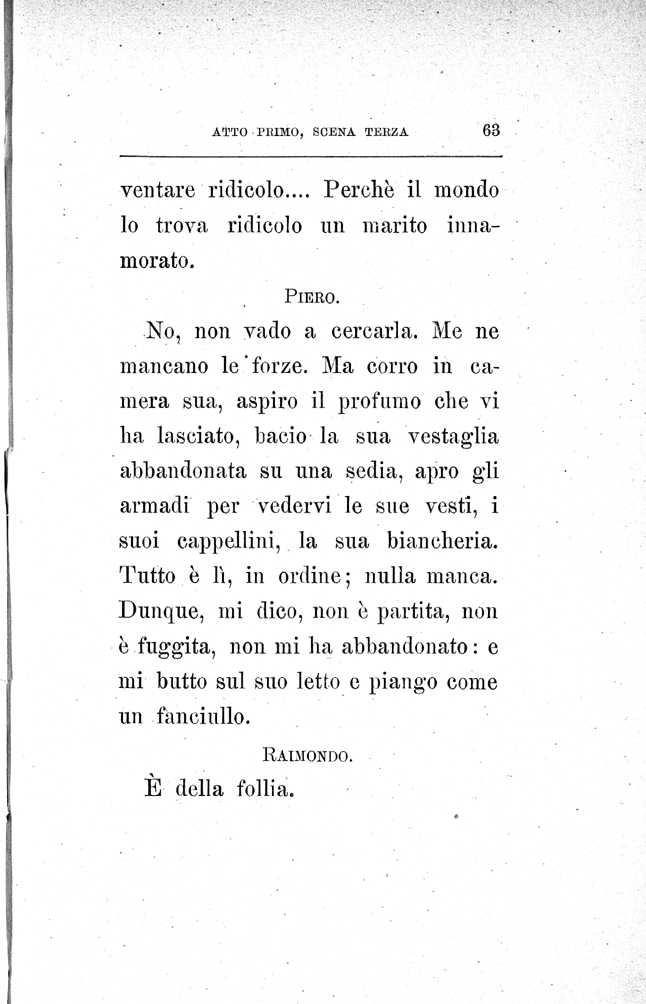 ATTO PRIMO, SCENA TERZA 63
ventare ridicolo.... Perchè il mondo
lo trova ridicolo un marito inna-
morato.
PIERO.
No, non vado a cercarla. Me ne
mancano le forze. Ma corro in ca-
mera sua, aspiro il profumo che vi
ha lasciato, bacio la sua vestaglia
abbandonata su una sedia, apro gli
armadi per vedervi le sue vesti, i
suoi cappellini, la sua biancheria.
Tutto è lì, in ordine; nulla manca.
Dunque, mi dico, non è partita, non
è fuggita, non mi ha abbandonato: e
mi butto sul suo letto e piango come
un fanciullo.
RAIMONDO.
È della follia.